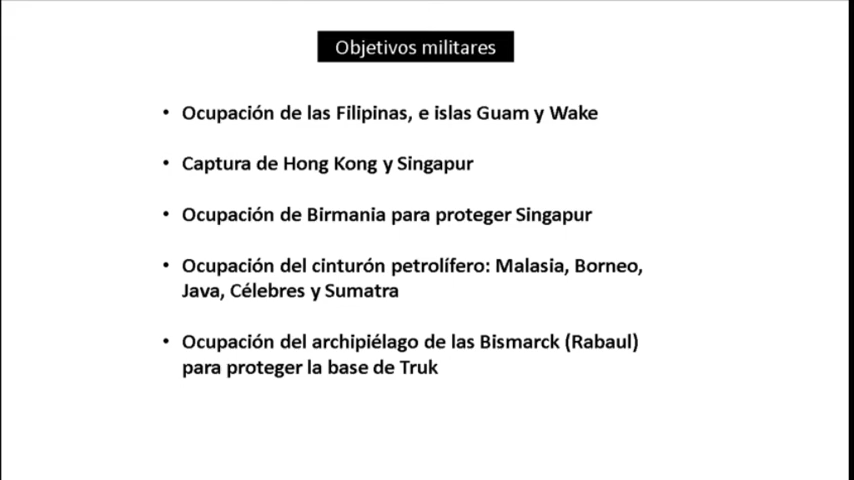 Objetivos militares
• Ocupación de las Filipinas, e islas Guam y Wake
• Captura de Hong Kong y Singapur
• Ocupación de Birmania para proteger Singapur
• Ocupación del cinturón petrolífero: Malasia, Borneo,
Java, Célebres y Sumatra
• Ocupación del archipiélago de las Bismarck (Rabaul)
para proteger la base de Truk